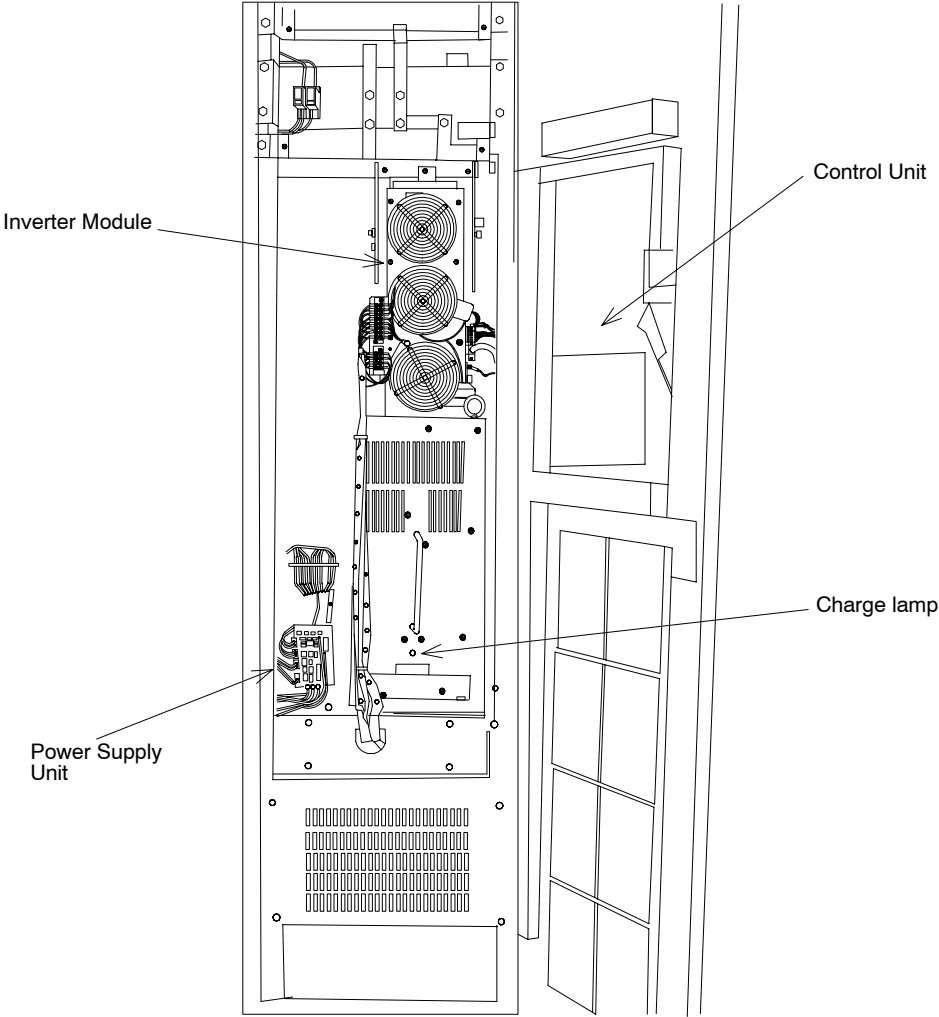 Control Unit
Inverter Module
Charge lamp
Power Supply
Unit